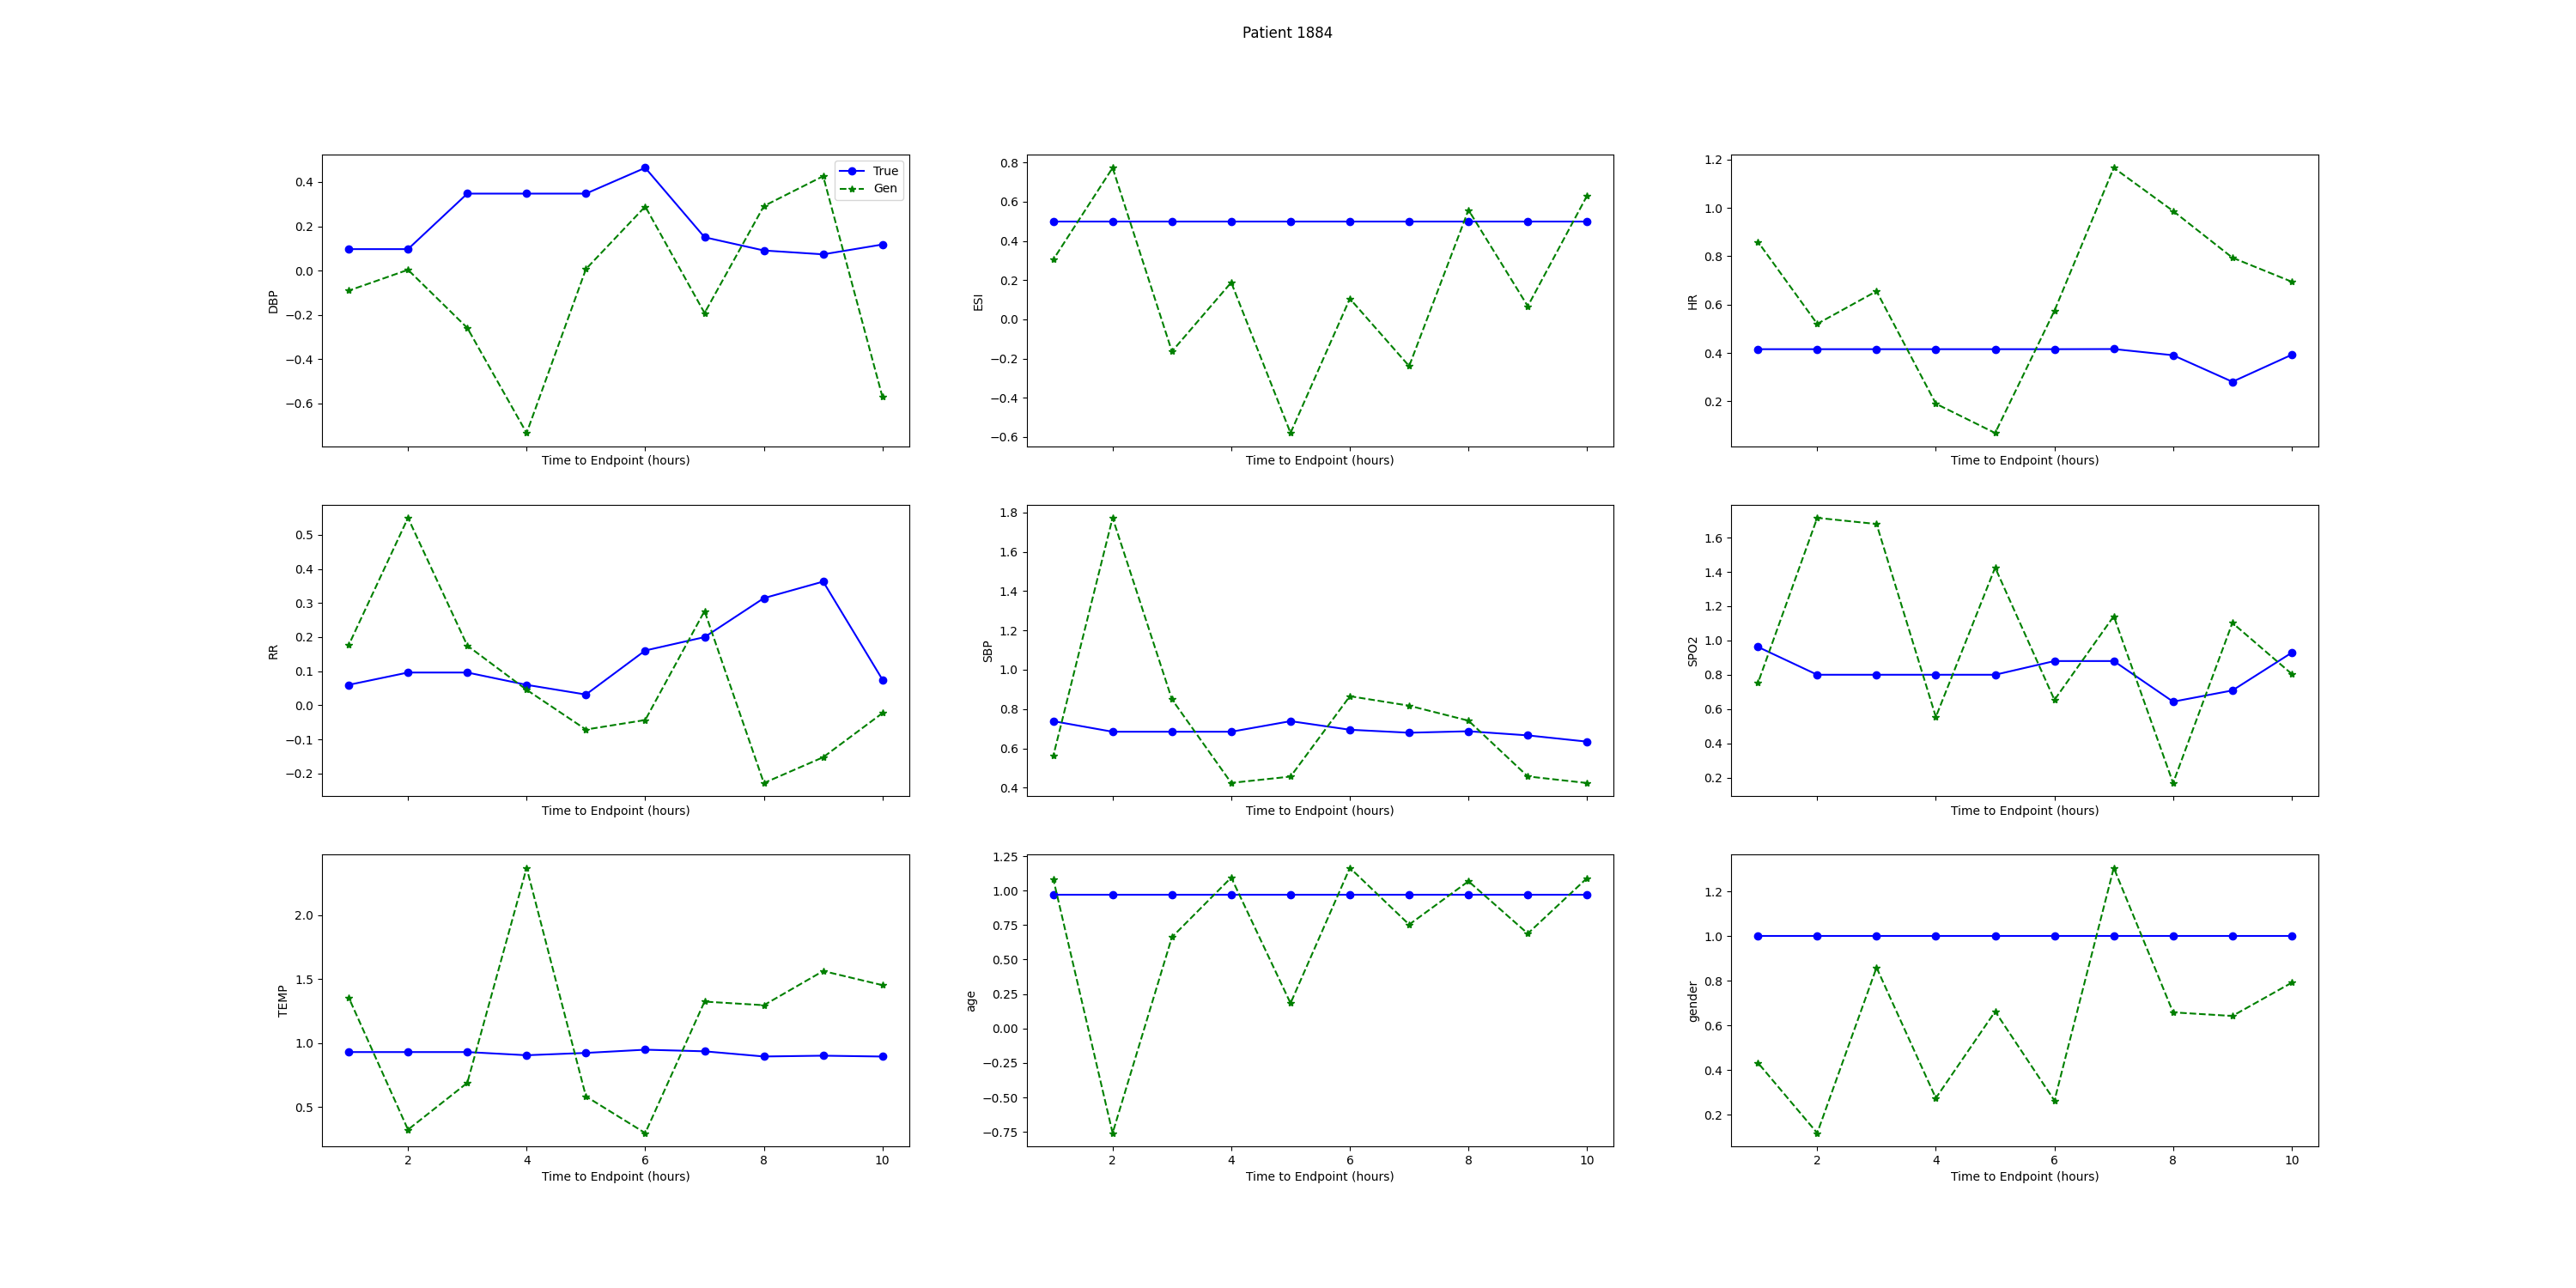 Patient 1884
True
Gen
0.4
0.2
0.0
−0.2
−0.4
−0.6
DBP
Time to Endpoint (hours)
0.8
0.6
0.4
0.2
0.0
−0.2
−0.4
−0.6
ESI
Time to Endpoint (hours)
1.2
1.0
0.8
0.6
0.4
0.2
HR
Time to Endpoint (hours)
0.5
0.4
0.3
0.2
0.1
0.0
−0.1
−0.2
RR
Time to Endpoint (hours)
1.8
1.6
1.4
1.2
1.0
0.8
0.6
0.4
SBP
Time to Endpoint (hours)
1.6
1.4
1.2
1.0
0.8
0.6
0.4
0.2
SPO2
Time to Endpoint (hours)
2.0
1.5
1.0
0.5
TEMP
2 4 6 8 10
Time to Endpoint (hours)
1.25
1.00
0.75
0.50
0.25
0.00
−0.25
−0.50
−0.75
age
2 4 6 8 10
Time to Endpoint (hours)
1.2
1.0
0.8
0.6
0.4
0.2
gender
2 4 6 8 10
Time to Endpoint (hours)